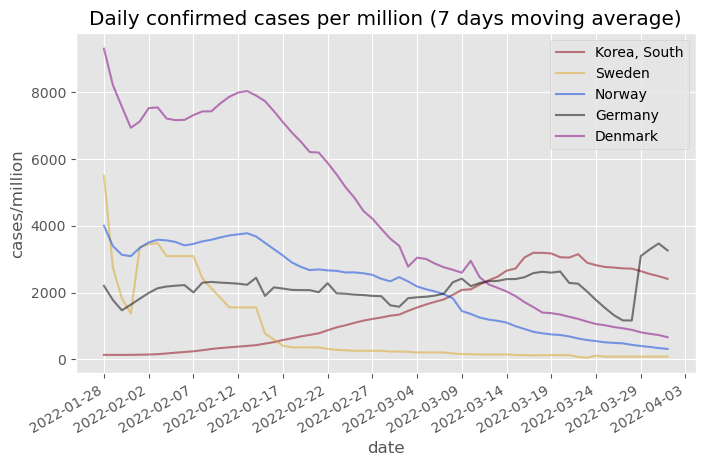 Daily confirmed cases per million (7 days moving average)
Korea, South
Sweden
Norway
Germany
Denmark
cases/million
8000
6000
4000
2000
0
2022-01-28
2022-02-02
2022-02-07
2022-02-12
2022-02-17
2022-02-22
2022-02-27
2022-03-04
2022-03-09
2022-03-14
2022-03-19
2022-03-24
2022-03-29
2022-04-03
date